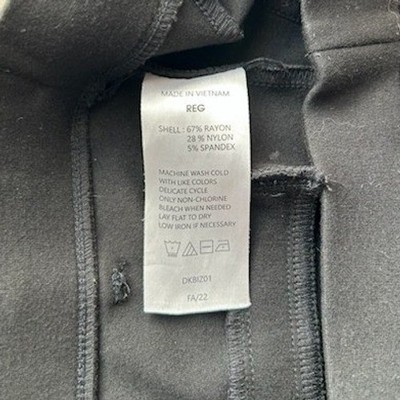 MADE IN VIETNAM
REG
SHELL: 67% RAYON
28% NYLON
5% SPANDEX
MACHINE WASH COLD
WITH LIKE COLORS
DELICATE CYCLE
ONLY NON-CHLORINE
BLEACH WHEN NEEDED
LAY FLAT TO DRY
LOW IRON IF NECESSARY
DKBIZ01
FA/22